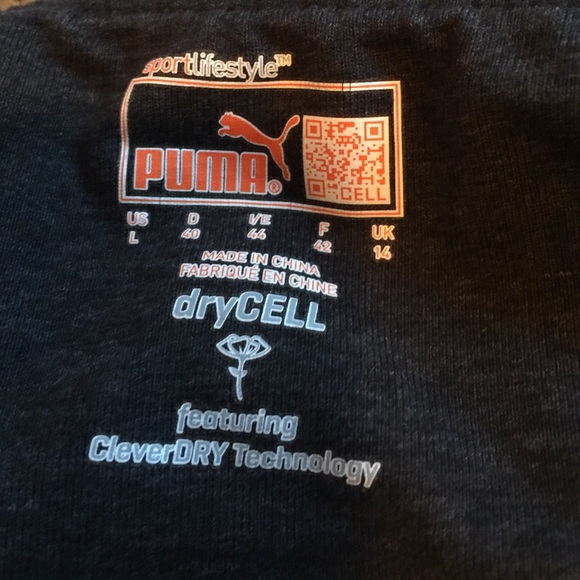 sportlifestyle™
PUMA®
CELL
US D I/E F UK
L 40 44 42 14
MADE IN CHINA
FABRIQUÉ EN CHINE
dryCELL
featuring
CleverDRY Technology